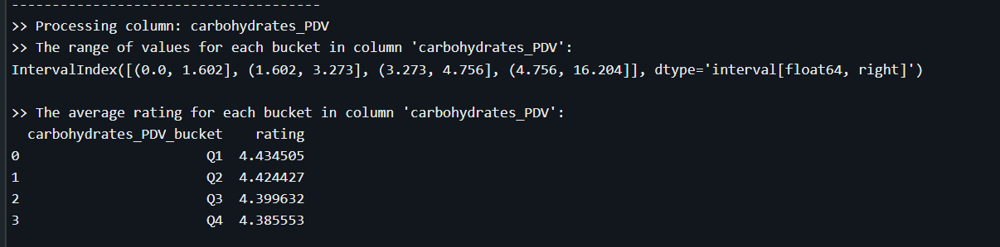 --------------------------------------
>> Processing column: carbohydrates_PDV
>> The range of values for each bucket in column 'carbohydrates_PDV':
IntervalIndex([(0.0, 1.602], (1.602, 3.273], (3.273, 4.756], (4.756, 16.204]], dtype='interval[float64, right]')
>> The average rating for each bucket in column 'carbohydrates_PDV':
carbohydrates_PDV_bucket rating
0 Q1 4.434505
1 Q2 4.424427
2 Q3 4.399632
3 Q4 4.385553